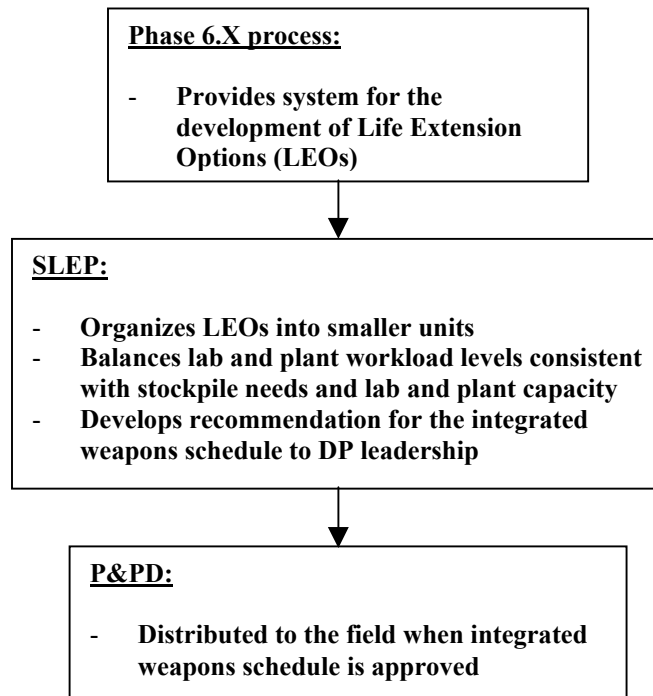 Phase 6.X process:
- Provides system for the
development of Life Extension
Options (LEOs)
SLEP:
- Organizes LEOs into smaller units
- Balances lab and plant workload levels consistent
with stockpile needs and lab and plant capacity
- Develops recommendation for the integrated
weapons schedule to DP leadership
P&PD:
- Distributed to the field when integrated
weapons schedule is approved